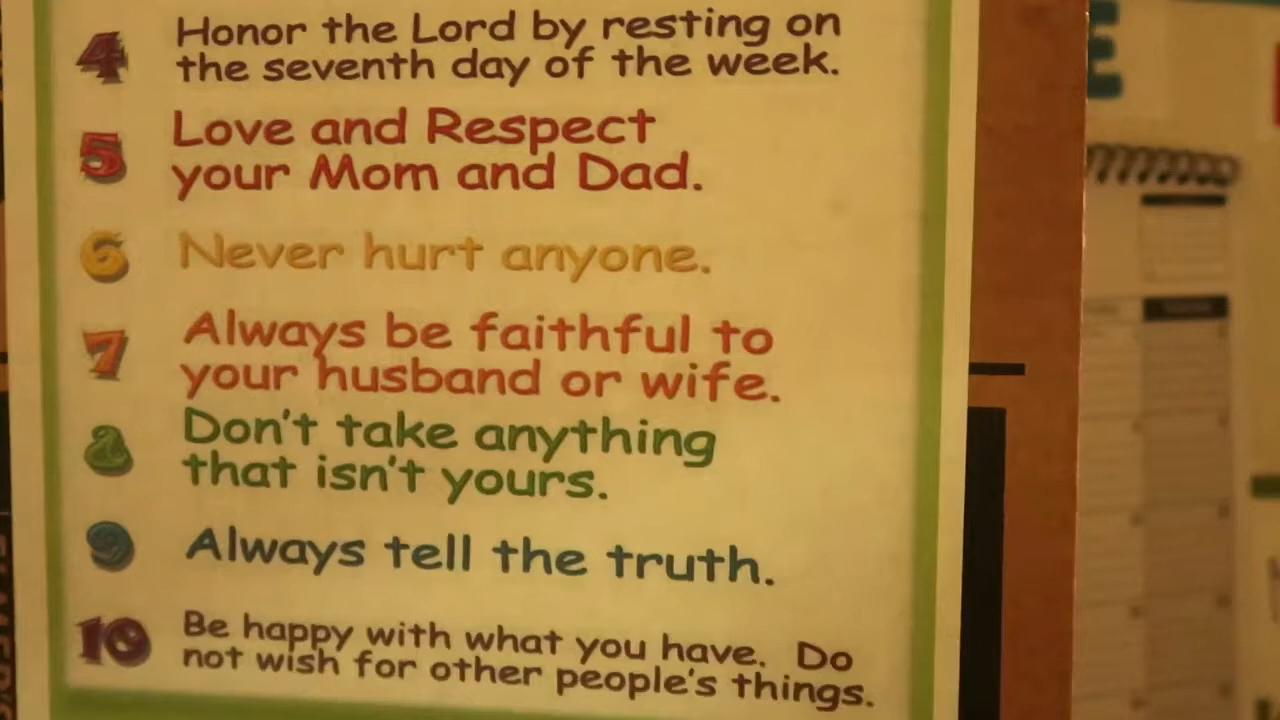 4 Honor the Lord by resting on
the seventh day of the week.
5 Love and Respect
your Mom and Dad.
6 Never hurt anyone.
7 Always be faithful to
your husband or wife.
8 Don't take anything
that isn't yours.
9 Always tell the truth.
10 Be happy with what you have. Do
not wish for other people's things.
E